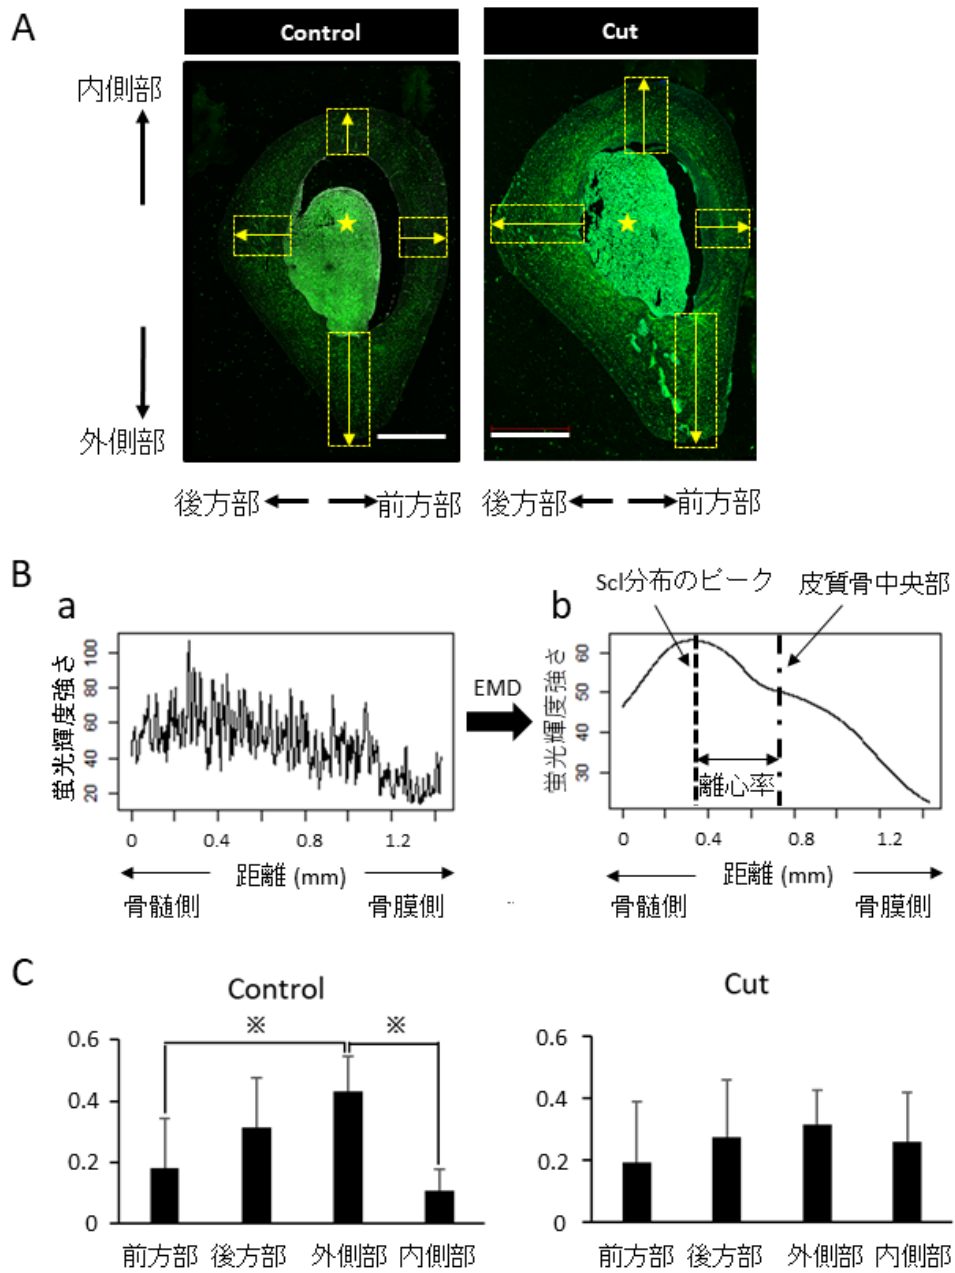 A
Control
Cut
内側部
外側部
後方部
前方部
後方部
前方部
B
a
蛍光輝度強さ
100
80
60
40
20
0
0.4
0.8
1.2
距離 (mm)
骨髄側
骨膜側
EMD
b
Scl分布のピーク
皮質骨中央部
蛍光輝度強さ
60
50
30
離心率
0
0.4
0.8
1.2
距離 (mm)
骨髄側
骨膜側
C
Control
※
※
0.6
0.4
0.2
0
前方部
後方部
外側部
内側部
Cut
0.6
0.4
0.2
0
前方部
後方部
外側部
内側部